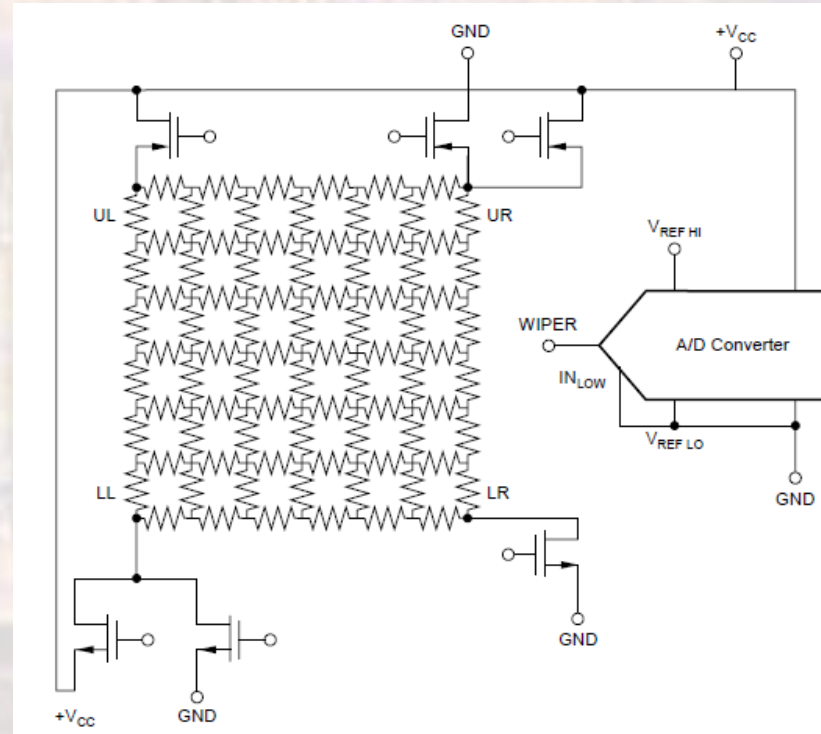 GND
+VCC
UL
UR
VREF HI
WIPER
A/D Converter
INLOW
VREF LO
LL
LR
GND
GND
+VCC
GND